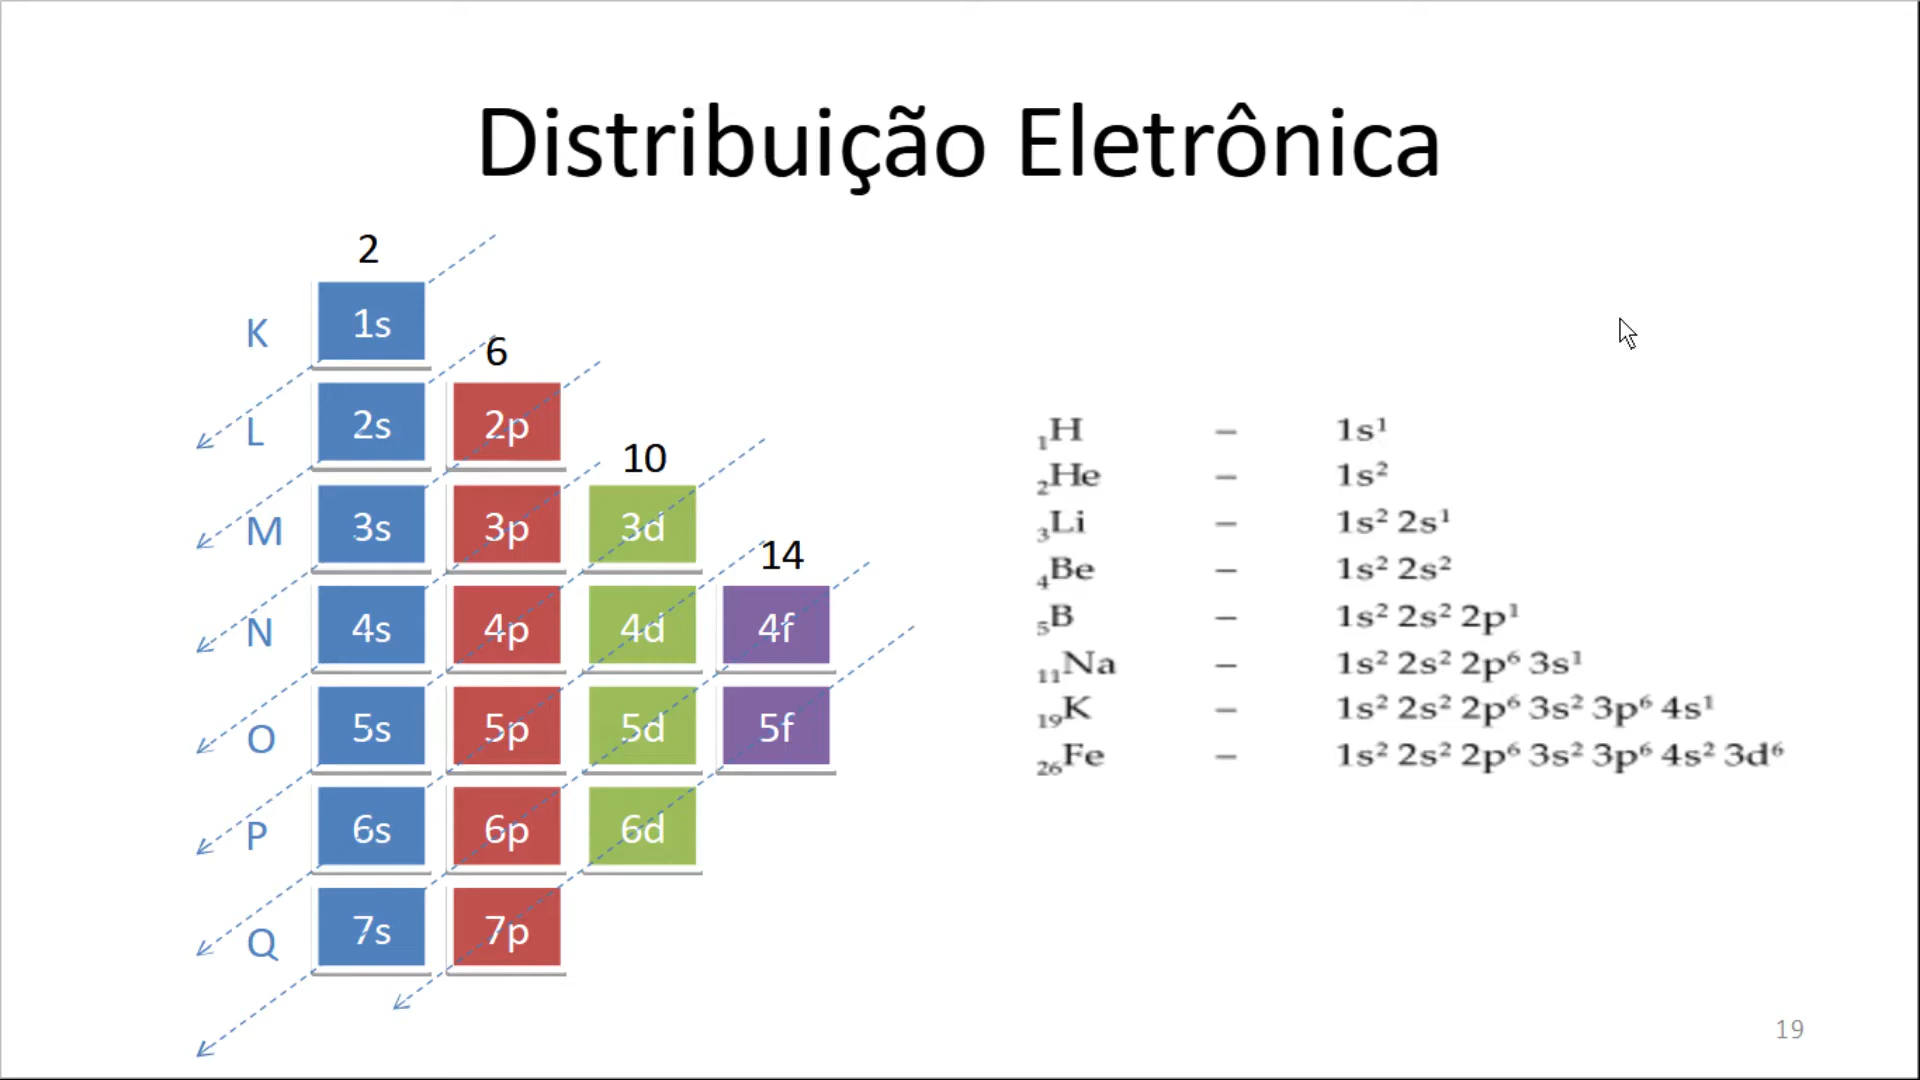 Distribuição Eletrônica
2
K 1s
6
L 2s 2p
10
M 3s 3p 3d
14
N 4s 4p 4d 4f
O 5s 5p 5d 5f
P 6s 6p 6d
Q 7s 7p
₁H – 1s¹
₂He – 1s²
₃Li – 1s² 2s¹
₄Be – 1s² 2s²
₅B – 1s² 2s² 2p¹
₁₁Na – 1s² 2s² 2p⁶ 3s¹
₁₉K – 1s² 2s² 2p⁶ 3s² 3p⁶ 4s¹
₂₆Fe – 1s² 2s² 2p⁶ 3s² 3p⁶ 4s² 3d⁶
19